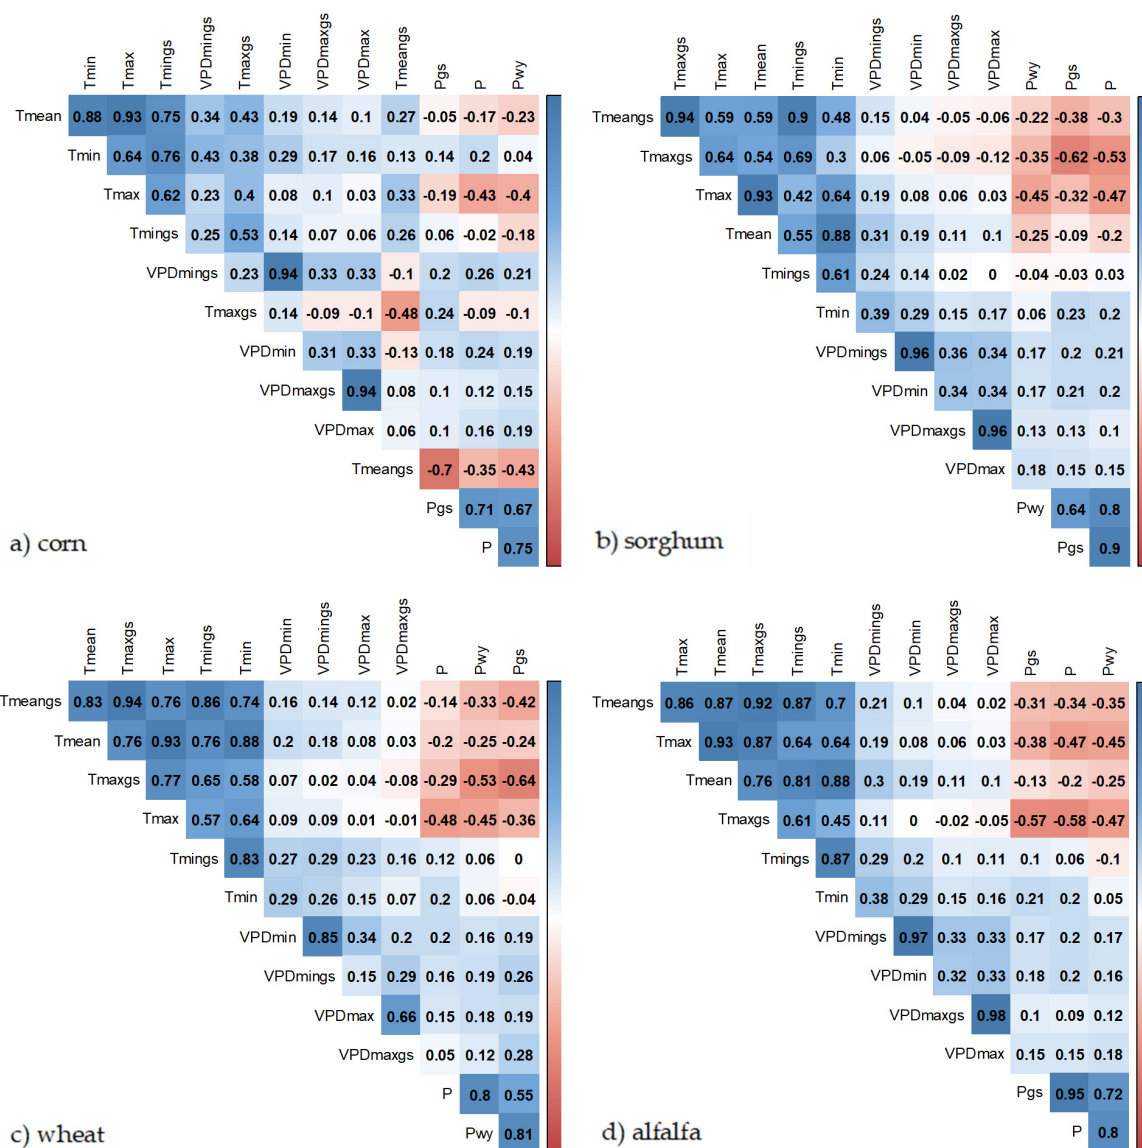 Tmin Tmax Tmings VPDmings Tmaxgs VPDmin VPDmaxgs VPDmax Tmeangs Pgs P Pwy
Tmean 0.88 0.93 0.75 0.34 0.43 0.19 0.14 0.1 0.27 -0.05 -0.17 -0.23
Tmin 0.64 0.76 0.43 0.38 0.29 0.17 0.16 0.13 0.14 0.2 0.04
Tmax 0.62 0.23 0.4 0.08 0.1 0.03 0.33 -0.19 -0.43 -0.4
Tmings 0.25 0.53 0.14 0.07 0.06 0.26 0.06 -0.02 -0.18
VPDmings 0.23 0.94 0.33 0.33 -0.1 0.2 0.26 0.21
Tmaxgs 0.14 -0.09 -0.1 -0.48 0.24 -0.09 -0.1
VPDmin 0.31 0.33 -0.13 0.18 0.24 0.19
VPDmaxgs 0.94 0.08 0.1 0.12 0.15
VPDmax 0.06 0.1 0.16 0.19
Tmeangs -0.7 -0.35 -0.43
Pgs 0.71 0.67
P 0.75
a) corn
Tmaxgs Tmax Tmean Tmings Tmin VPDmings VPDmin VPDmaxgs VPDmax Pwy Pgs P
Tmeangs 0.94 0.59 0.59 0.9 0.48 0.15 0.04 -0.05 -0.06 -0.22 -0.38 -0.3
Tmaxgs 0.64 0.54 0.69 0.3 0.06 -0.05 -0.09 -0.12 -0.35 -0.62 -0.53
Tmax 0.93 0.42 0.64 0.19 0.08 0.06 0.03 -0.45 -0.32 -0.47
Tmean 0.55 0.88 0.31 0.19 0.11 0.1 -0.25 -0.09 -0.2
Tmings 0.61 0.24 0.14 0.02 0 -0.04 -0.03 0.03
Tmin 0.39 0.29 0.15 0.17 0.06 0.23 0.2
VPDmings 0.96 0.36 0.34 0.17 0.2 0.21
VPDmin 0.34 0.34 0.17 0.21 0.2
VPDmaxgs 0.96 0.13 0.13 0.1
VPDmax 0.18 0.15 0.15
Pwy 0.64 0.8
Pgs 0.9
b) sorghum
Tmean Tmaxgs Tmax Tmings Tmin VPDmin VPDmings VPDmax VPDmaxgs P Pwy Pgs
Tmeangs 0.83 0.94 0.76 0.86 0.74 0.16 0.14 0.12 0.02 -0.14 -0.33 -0.42
Tmean 0.76 0.93 0.76 0.88 0.2 0.18 0.08 0.03 -0.2 -0.25 -0.24
Tmaxgs 0.77 0.65 0.58 0.07 0.02 0.04 -0.08 -0.29 -0.53 -0.64
Tmax 0.57 0.64 0.09 0.09 0.01 -0.01 -0.48 -0.45 -0.36
Tmings 0.83 0.27 0.29 0.23 0.16 0.12 0.06 0
Tmin 0.29 0.26 0.15 0.07 0.2 0.06 -0.04
VPDmin 0.85 0.34 0.2 0.2 0.16 0.19
VPDmings 0.15 0.29 0.16 0.19 0.26
VPDmax 0.66 0.15 0.18 0.19
VPDmaxgs 0.05 0.12 0.28
P 0.8 0.55
Pwy 0.81
c) wheat
Tmax Tmean Tmaxgs Tmings Tmin VPDmings VPDmin VPDmaxgs VPDmax Pgs P Pwy
Tmeangs 0.86 0.87 0.92 0.87 0.7 0.21 0.1 0.04 0.02 -0.31 -0.34 -0.35
Tmax 0.93 0.87 0.64 0.64 0.19 0.08 0.06 0.03 -0.38 -0.47 -0.45
Tmean 0.76 0.81 0.88 0.3 0.19 0.11 0.1 -0.13 -0.2 -0.25
Tmaxgs 0.61 0.45 0.11 0 -0.02 -0.05 -0.57 -0.58 -0.47
Tmings 0.87 0.29 0.2 0.1 0.11 0.1 0.06 -0.1
Tmin 0.38 0.29 0.15 0.16 0.21 0.2 0.05
VPDmings 0.97 0.33 0.33 0.17 0.2 0.17
VPDmin 0.32 0.33 0.18 0.2 0.16
VPDmaxgs 0.98 0.1 0.09 0.12
VPDmax 0.15 0.15 0.18
Pgs 0.95 0.72
P 0.8
d) alfalfa